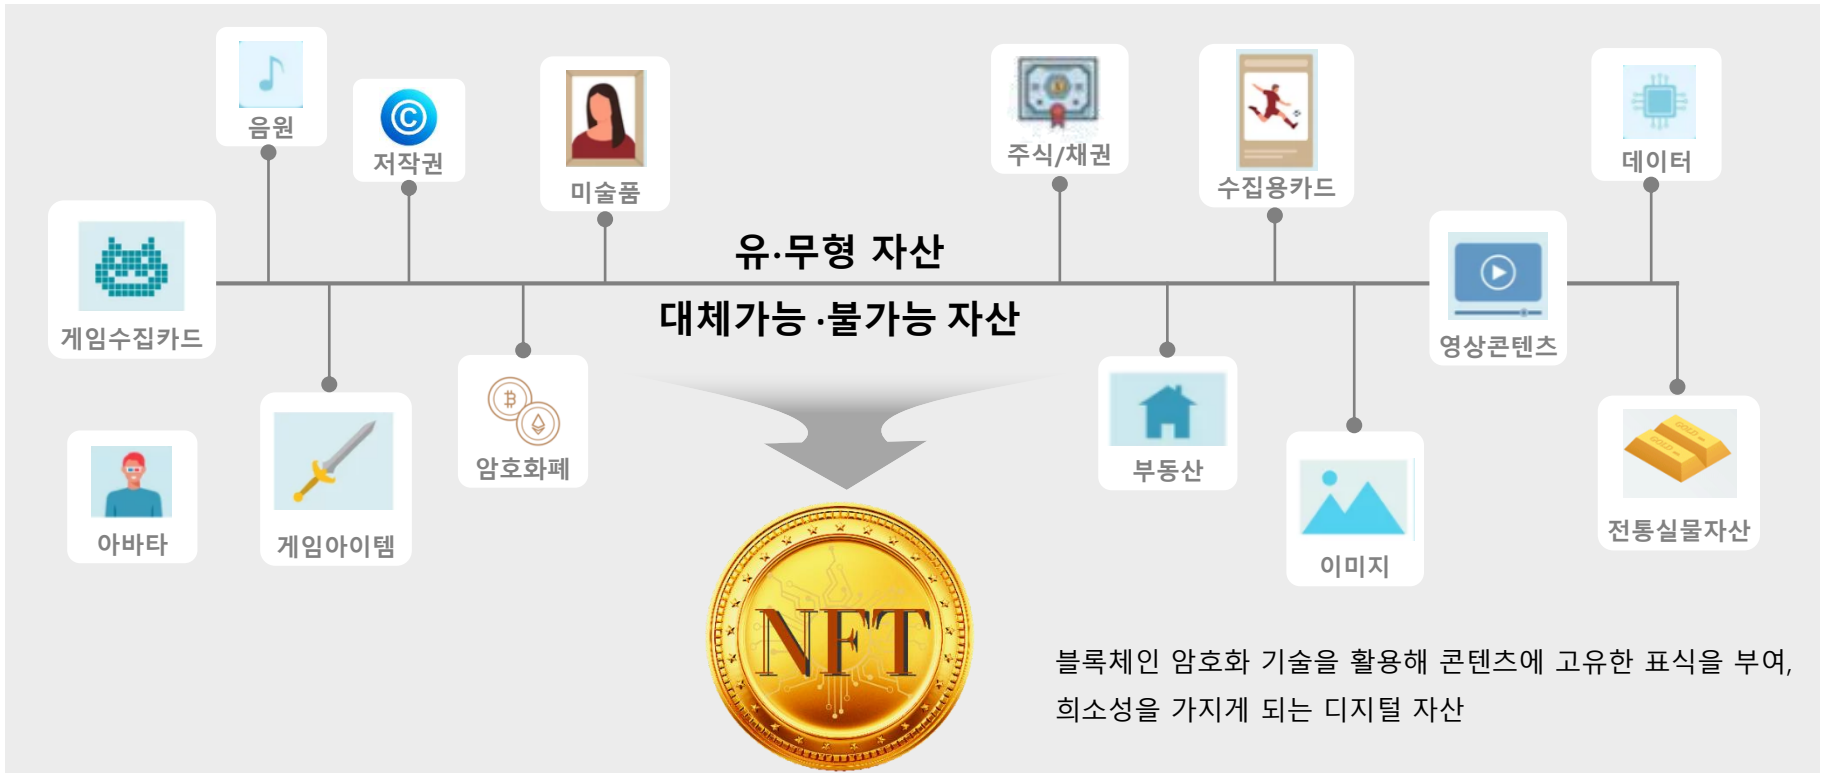 음원
저작권
미술품
주식/채권
수집용카드
데이터
유·무형 자산
대체가능·불가능 자산
게임수집카드
영상콘텐츠
암호화폐
부동산
아바타
게임아이템
이미지
GOLD
GOLD
전통실물자산
NFT
블록체인 암호화 기술을 활용해 콘텐츠에 고유한 표식을 부여,
희소성을 가지게 되는 디지털 자산